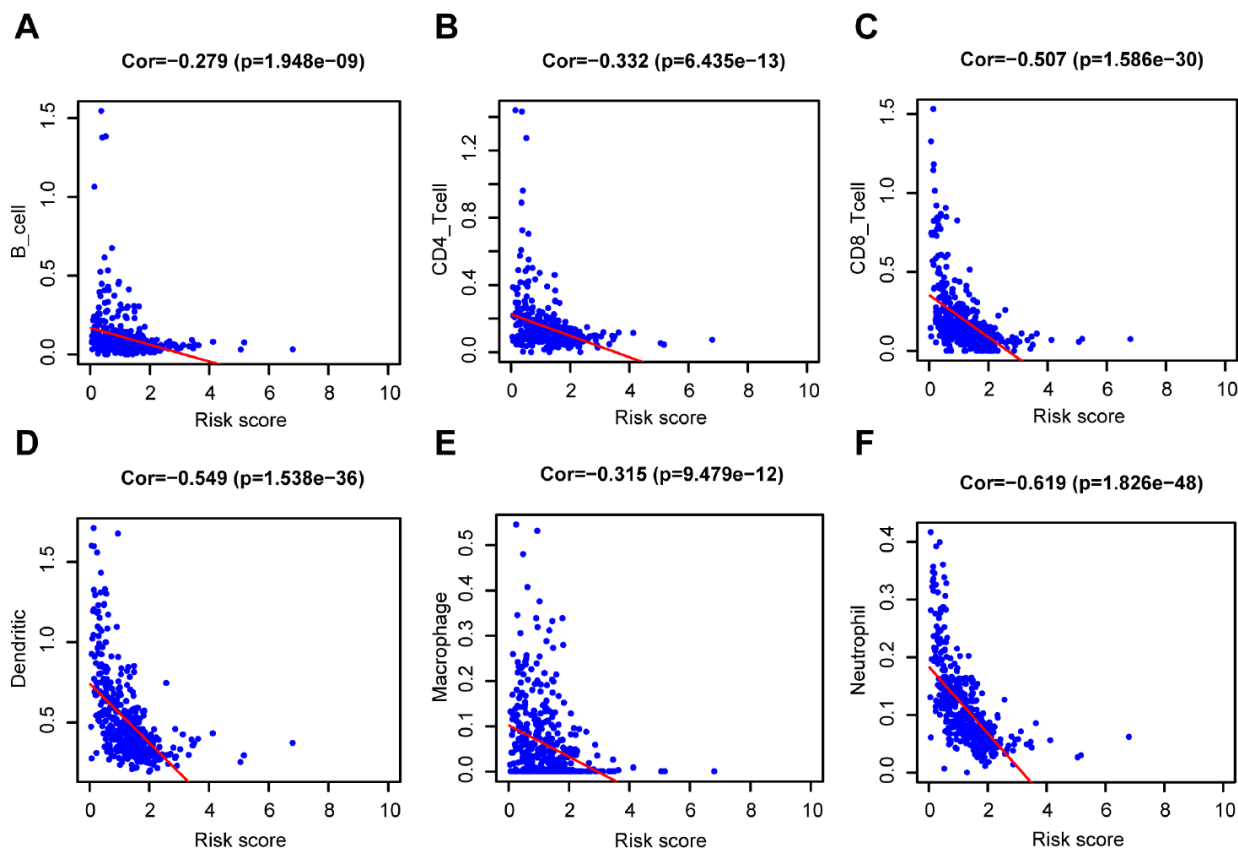 A
Cor=−0.279 (p=1.948e−09)
B_cell
1.5
1.0
0.5
0.0
0 2 4 6 8 10
Risk score
B
Cor=−0.332 (p=6.435e−13)
CD4_Tcell
1.2
0.8
0.4
0.0
0 2 4 6 8 10
Risk score
C
Cor=−0.507 (p=1.586e−30)
CD8_Tcell
1.5
1.0
0.5
0.0
0 2 4 6 8 10
Risk score
D
Cor=−0.549 (p=1.538e−36)
Dendritic
1.5
1.0
0.5
0 2 4 6 8 10
Risk score
E
Cor=−0.315 (p=9.479e−12)
Macrophage
0.5
0.4
0.3
0.2
0.1
0.0
0 2 4 6 8 10
Risk score
F
Cor=−0.619 (p=1.826e−48)
Neutrophil
0.4
0.3
0.2
0.1
0.0
0 2 4 6 8 10
Risk score